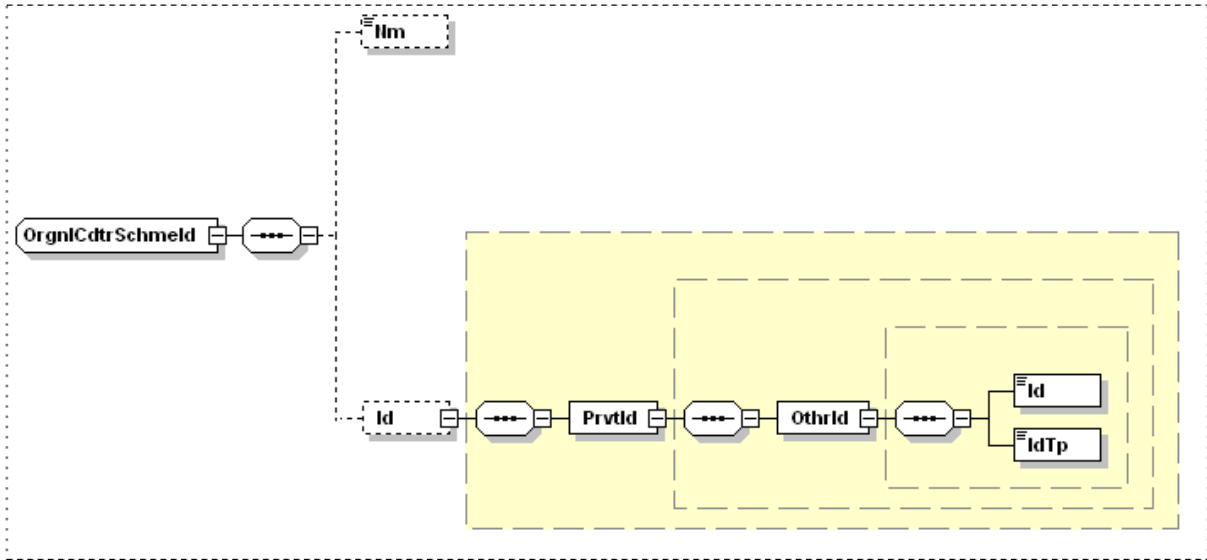 Nm
OrgnlCdtrSchmeId
Id
PrvtId
OthrId
Id
IdTp